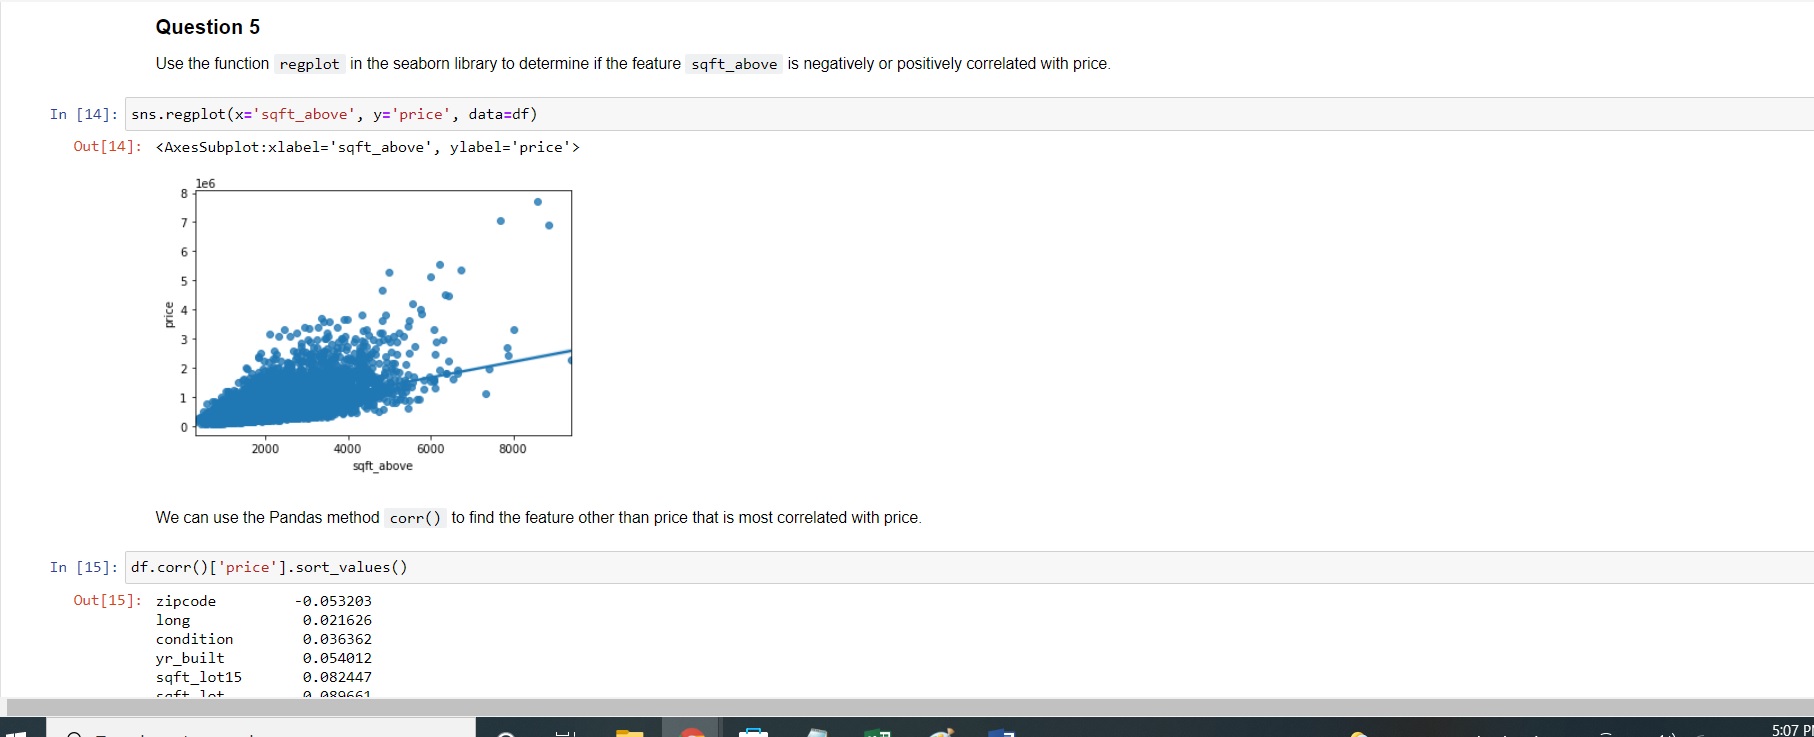 Question 5
Use the function regplot in the seaborn library to determine if the feature sqft_above is negatively or positively correlated with price.
In [14]: sns.regplot(x='sqft_above', y='price', data=df)
Out[14]: <AxesSubplot:xlabel='sqft_above', ylabel='price'>
1e6
8
7
6
5
4
3
2
1
0
price
2000 4000 6000 8000
sqft_above
We can use the Pandas method corr() to find the feature other than price that is most correlated with price.
In [15]: df.corr()['price'].sort_values()
Out[15]: zipcode -0.053203
long 0.021626
condition 0.036362
yr_built 0.054012
sqft_lot15 0.082447
sqft_lot 0.089661
5:07 P